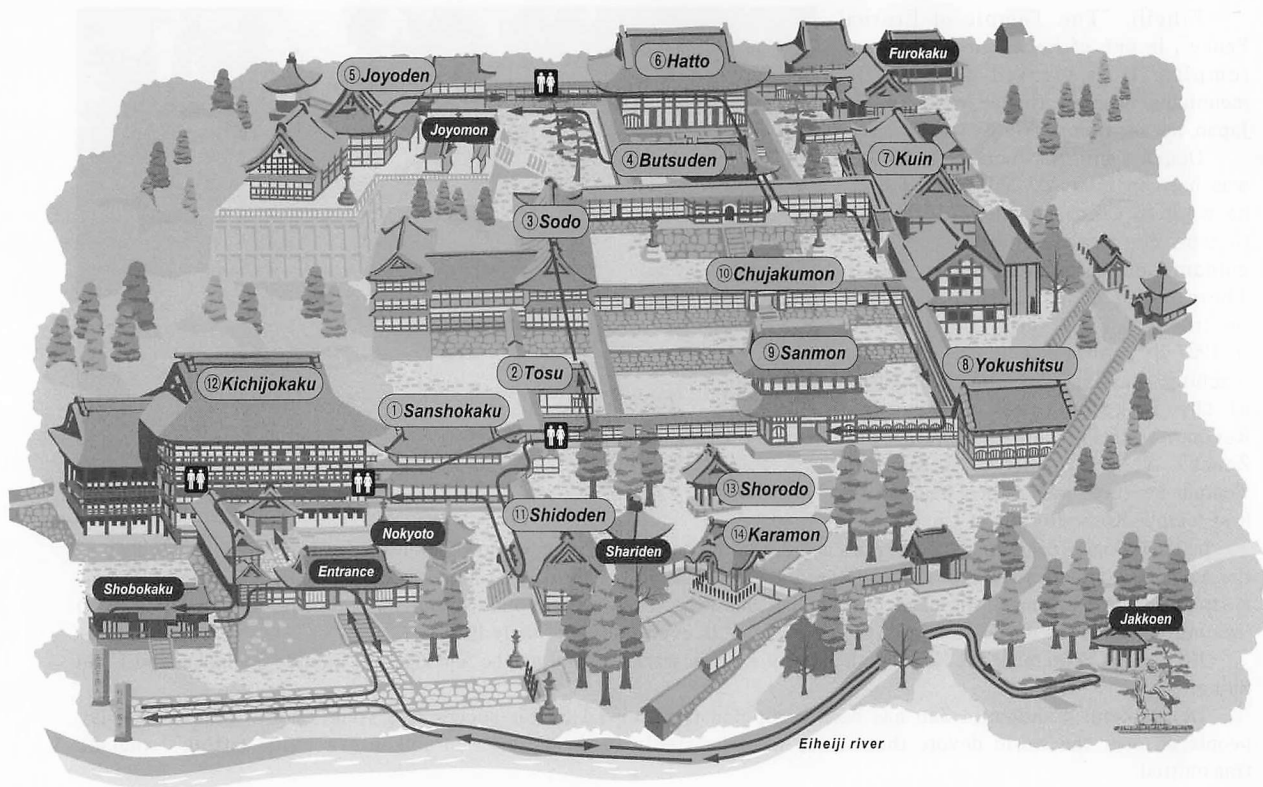 ⑥Hatto
Furokaku
⑤Joyoden
Joyomon
④Butsuden
⑦Kuin
③Sodo
⑩Chujakumon
⑨Sanmon
⑧Yokushitsu
②Tosu
⑫Kichijokaku
①Sanshokaku
⑬Shorodo
⑪Shidoden
Nokyoto
⑭Karamon
Shariden
Entrance
Shobokaku
Jakkoen
Eiheiji river